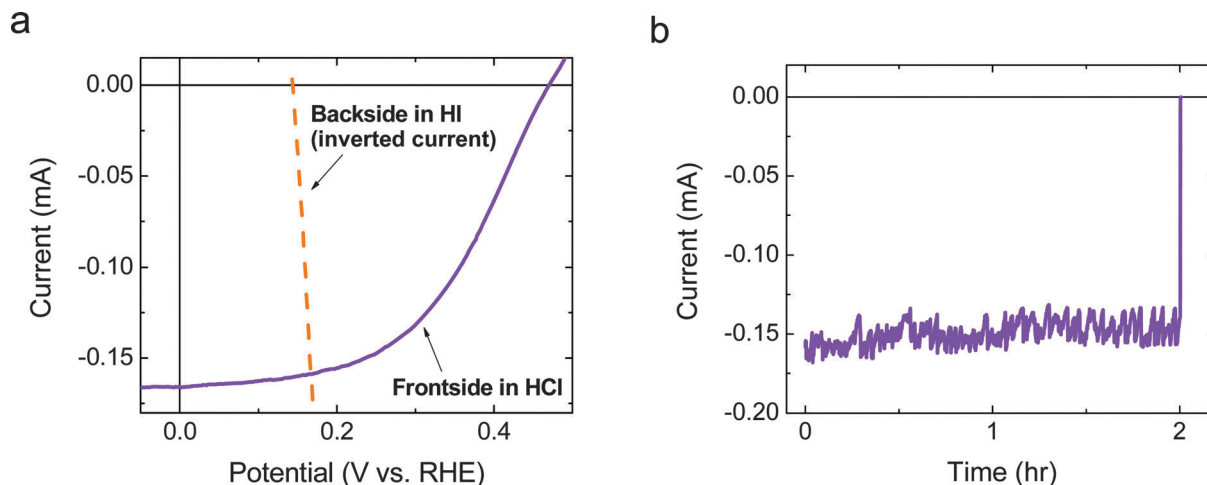 a
0.00
-0.05
-0.10
-0.15
Current (mA)
Backside in HI
(inverted current)
Frontside in HCl
0.0
0.2
0.4
Potential (V vs. RHE)
b
0.00
-0.05
-0.10
-0.15
-0.20
Current (mA)
0
1
2
Time (hr)